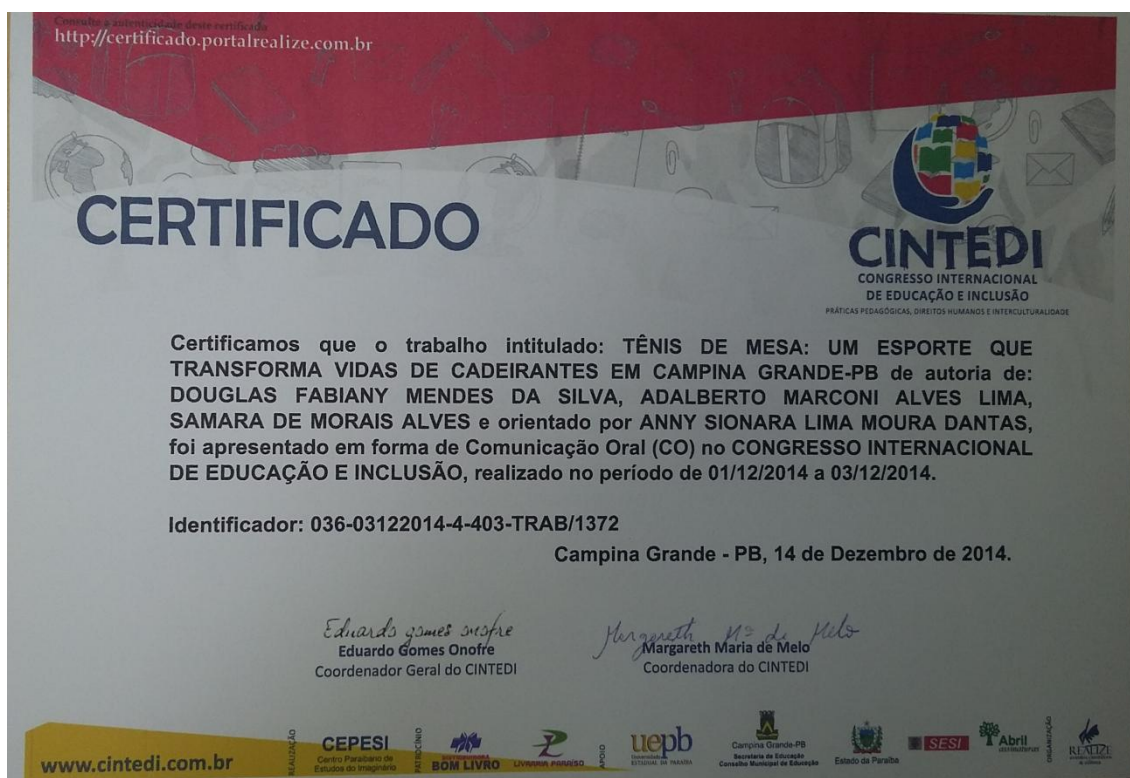 Consulte a autenticidade deste certificado
http://certificado.portalrealize.com.br
CERTIFICADO
CINTEDI
CONGRESSO INTERNACIONAL
DE EDUCAÇÃO E INCLUSÃO
PRÁTICAS PEDAGÓGICAS, DIREITOS HUMANOS E INTERCULTURALIDADE
Certificamos que o trabalho intitulado: TÊNIS DE MESA: UM ESPORTE QUE
TRANSFORMA VIDAS DE CADEIRANTES EM CAMPINA GRANDE-PB de autoria de:
DOUGLAS FABIANY MENDES DA SILVA, ADALBERTO MARCONI ALVES LIMA,
SAMARA DE MORAIS ALVES e orientado por ANNY SIONARA LIMA MOURA DANTAS,
foi apresentado em forma de Comunicação Oral (CO) no CONGRESSO INTERNACIONAL
DE EDUCAÇÃO E INCLUSÃO, realizado no período de 01/12/2014 a 03/12/2014.
Identificador: 036-03122014-4-403-TRAB/1372
Campina Grande - PB, 14 de Dezembro de 2014.
Eduardo gomes onofre
Margareth Mª de Melo
Eduardo Gomes Onofre
Coordenador Geral do CINTEDI
Margareth Maria de Melo
Coordenadora do CINTEDI
www.cintedi.com.br
REALIZAÇÃO
CEPESI
Centro Paraibano de
Estudos do Imaginário
PATROCÍNIO
DISTRIBUIDORA
BOM LIVRO
LIVRARIA PARAÍSO
APOIO
uepb
Universidade
ESTADUAL DA PARAÍBA
Campina Grande-PB
Secretaria de Educação
Conselho Municipal de Educação
Estado da Paraíba
SESI
Abril
ORGANIZAÇÃO
REALIZE